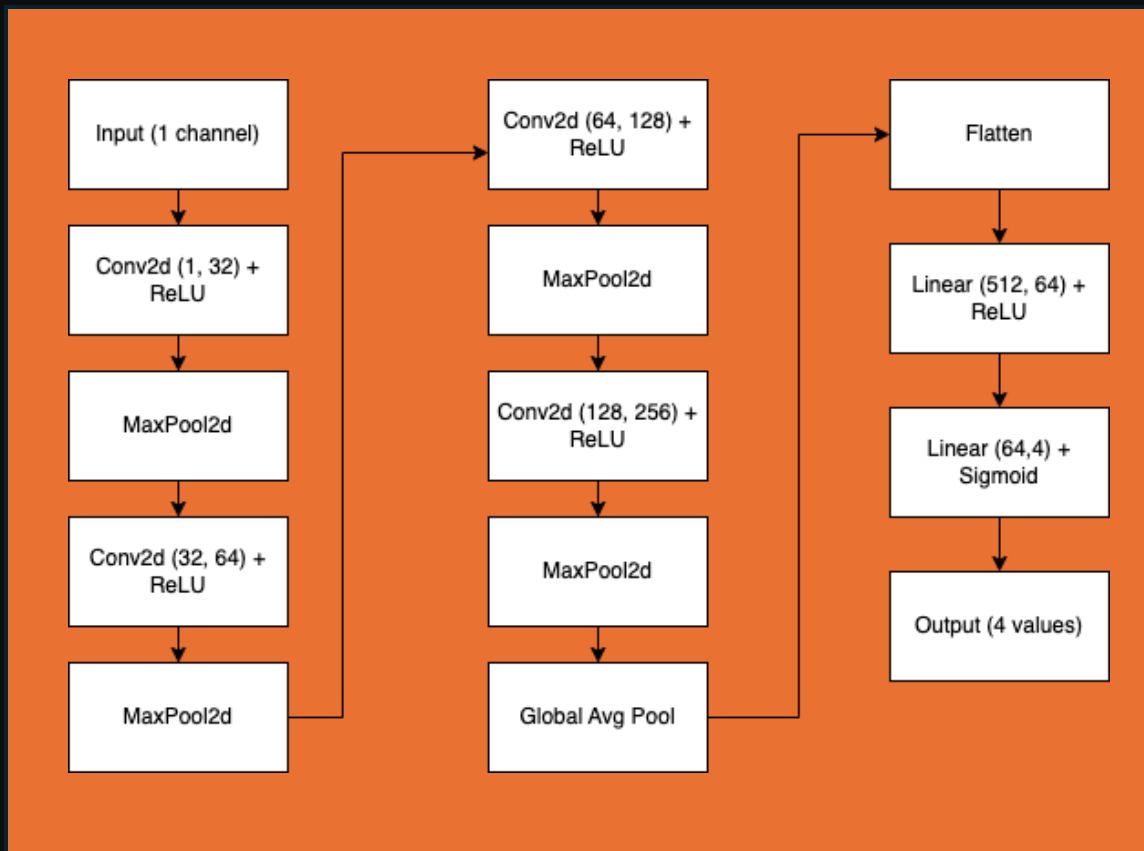 Input (1 channel)
Conv2d (1, 32) +
ReLU
MaxPool2d
Conv2d (32, 64) +
ReLU
MaxPool2d
Conv2d (64, 128) +
ReLU
MaxPool2d
Conv2d (128, 256) +
ReLU
MaxPool2d
Global Avg Pool
Flatten
Linear (512, 64) +
ReLU
Linear (64,4) +
Sigmoid
Output (4 values)